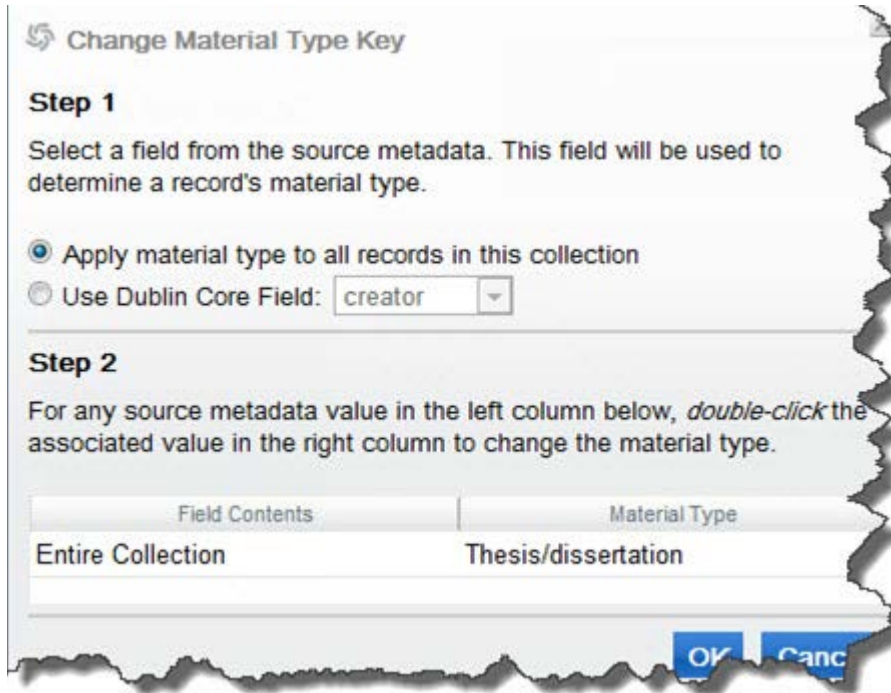 Change Material Type Key
Step 1
Select a field from the source metadata. This field will be used to
determine a record's material type.
Apply material type to all records in this collection
Use Dublin Core Field: creator
Step 2
For any source metadata value in the left column below, double-click the
associated value in the right column to change the material type.
Field Contents Material Type
Entire Collection Thesis/dissertation
OK Canc